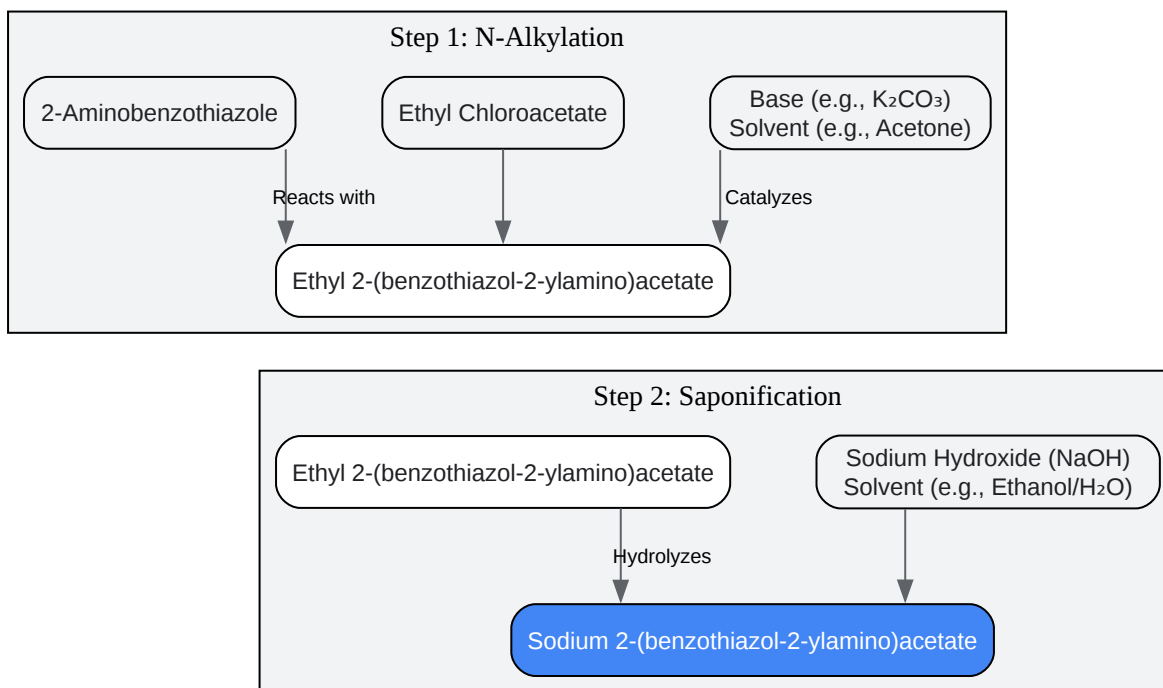 Step 1: N-Alkylation
2-Aminobenzothiazole
Ethyl Chloroacetate
Base (e.g., K₂CO₃)
Solvent (e.g., Acetone)
Reacts with
Catalyzes
Ethyl 2-(benzothiazol-2-ylamino)acetate
Step 2: Saponification
Ethyl 2-(benzothiazol-2-ylamino)acetate
Sodium Hydroxide (NaOH)
Solvent (e.g., Ethanol/H₂O)
Hydrolyzes
Sodium 2-(benzothiazol-2-ylamino)acetate